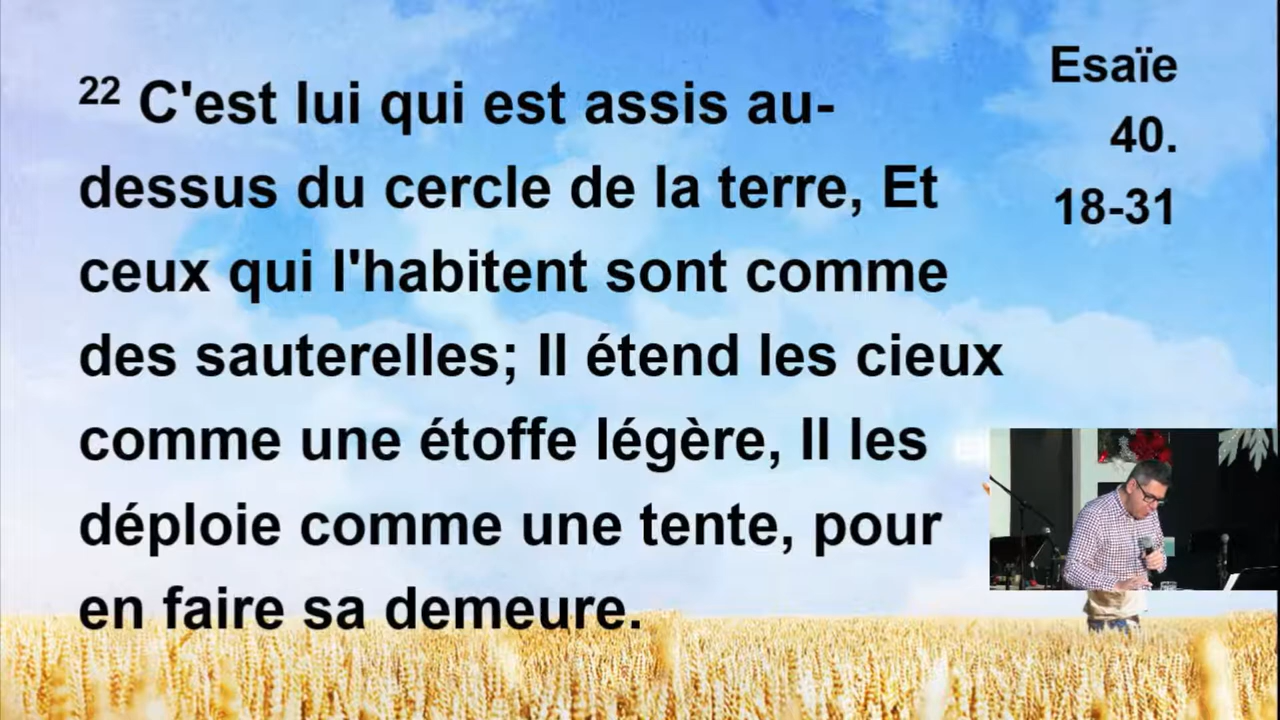 22 C'est lui qui est assis au-
dessus du cercle de la terre, Et
ceux qui l'habitent sont comme
des sauterelles; Il étend les cieux
comme une étoffe légère, Il les
déploie comme une tente, pour
en faire sa demeure.
Esaïe
40.
18-31